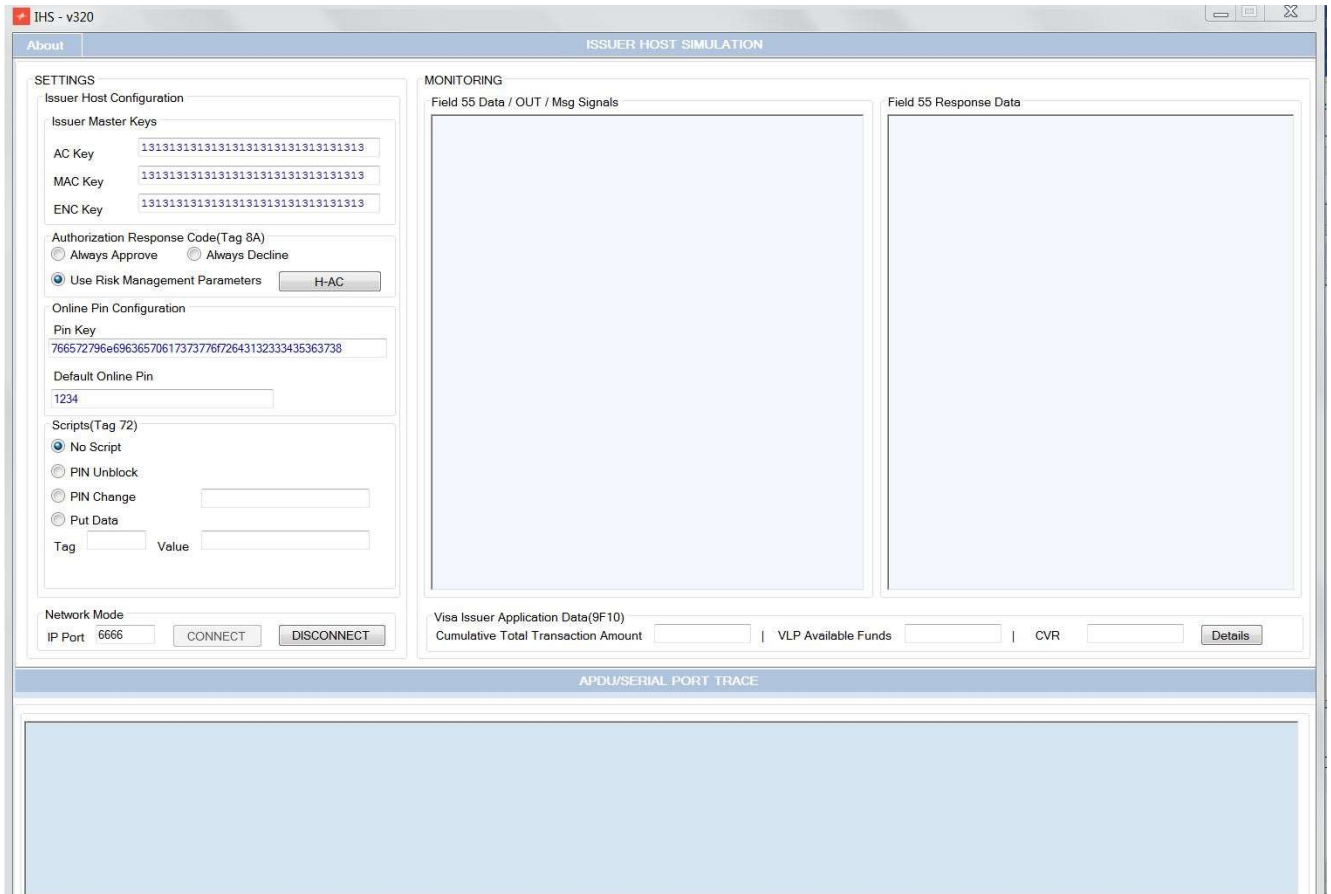 IHS - v320
About
ISSUER HOST SIMULATION
SETTINGS
Issuer Host Configuration
Issuer Master Keys
AC Key 13131313131313131313131313131313
MAC Key 13131313131313131313131313131313
ENC Key 13131313131313131313131313131313
Authorization Response Code(Tag 8A)
Always Approve Always Decline
Use Risk Management Parameters H-AC
Online Pin Configuration
Pin Key
766572796e69636570617373776f72643132333435363738
Default Online Pin
1234
Scripts(Tag 72)
No Script
PIN Unblock
PIN Change
Put Data
Tag Value
Network Mode
IP Port 6666 CONNECT DISCONNECT
MONITORING
Field 55 Data / OUT / Msg Signals
Field 55 Response Data
Visa Issuer Application Data(9F10)
Cumulative Total Transaction Amount | VLP Available Funds | CVR Details
APDU/SERIAL PORT TRACE